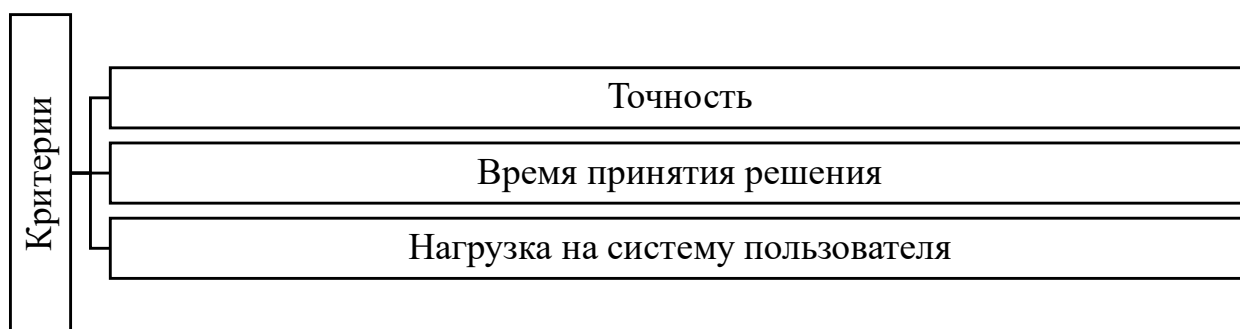 Критерии
Точность
Время принятия решения
Нагрузка на систему пользователя